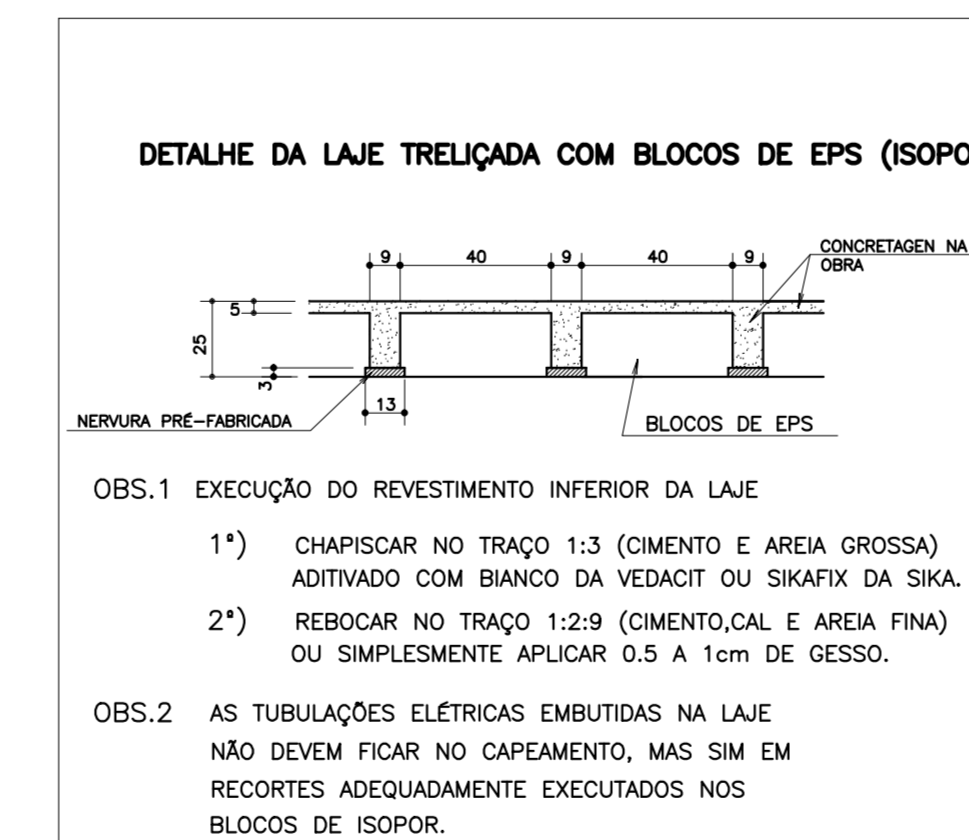 DETALHE DA LAJE TRELIÇADA COM BLOCOS DE EPS (ISOPO
9 40 9 40 9
CONCRETAGEN NA
OBRA
5
25
3
13
NERVURA PRÉ-FABRICADA
BLOCOS DE EPS
OBS.1 EXECUÇÃO DO REVESTIMENTO INFERIOR DA LAJE
1ª) CHAPISCAR NO TRAÇO 1:3 (CIMENTO E AREIA GROSSA)
ADITIVADO COM BIANCO DA VEDACIT OU SIKAFIX DA SIKA.
2ª) REBOCAR NO TRAÇO 1:2:9 (CIMENTO,CAL E AREIA FINA)
OU SIMPLESMENTE APLICAR 0.5 A 1cm DE GESSO.
OBS.2 AS TUBULAÇÕES ELÉTRICAS EMBUTIDAS NA LAJE
NÃO DEVEM FICAR NO CAPEAMENTO, MAS SIM EM
RECORTES ADEQUADAMENTE EXECUTADOS NOS
BLOCOS DE ISOPOR.